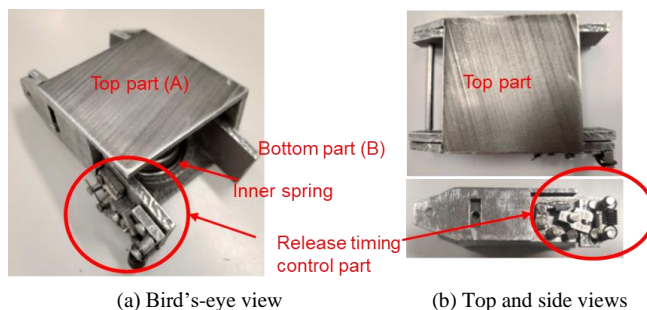 Top part (A)
Top part
Bottom part (B)
Inner spring
Release timing
control part
(a) Bird’s-eye view
(b) Top and side views